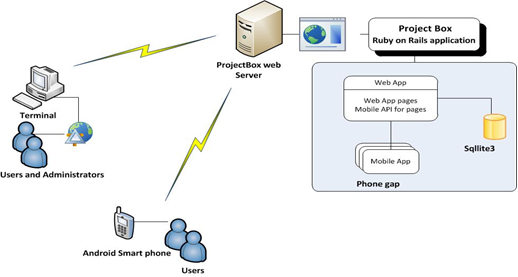 Project Box
Ruby on Rails application
ProjectBox web
Server
Web App
Web App pages
Mobile API for pages
Sqllite3
Mobile App
Phone gap
Terminal
Users and Administrators
Android Smart phone
Users